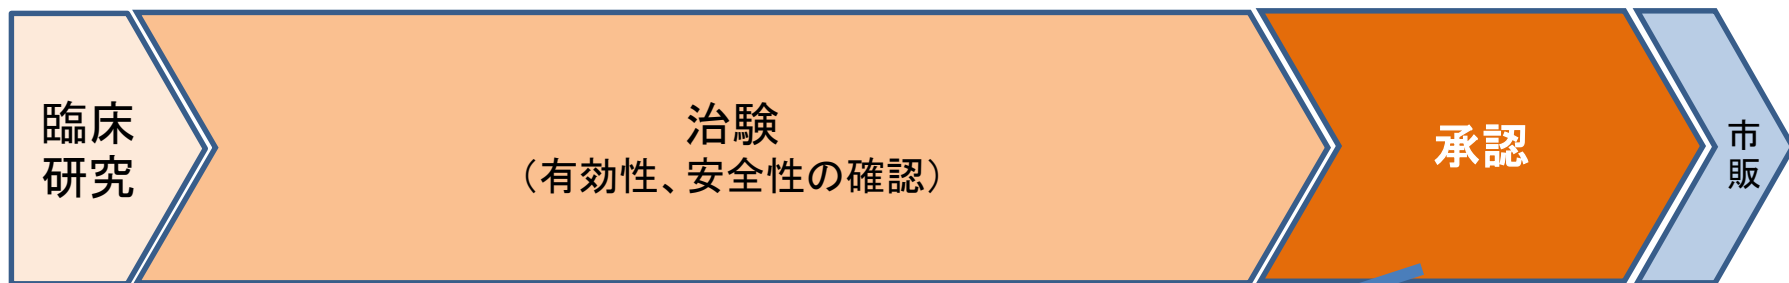 臨床
研究
治験
（有効性、安全性の確認）
承認
市
販